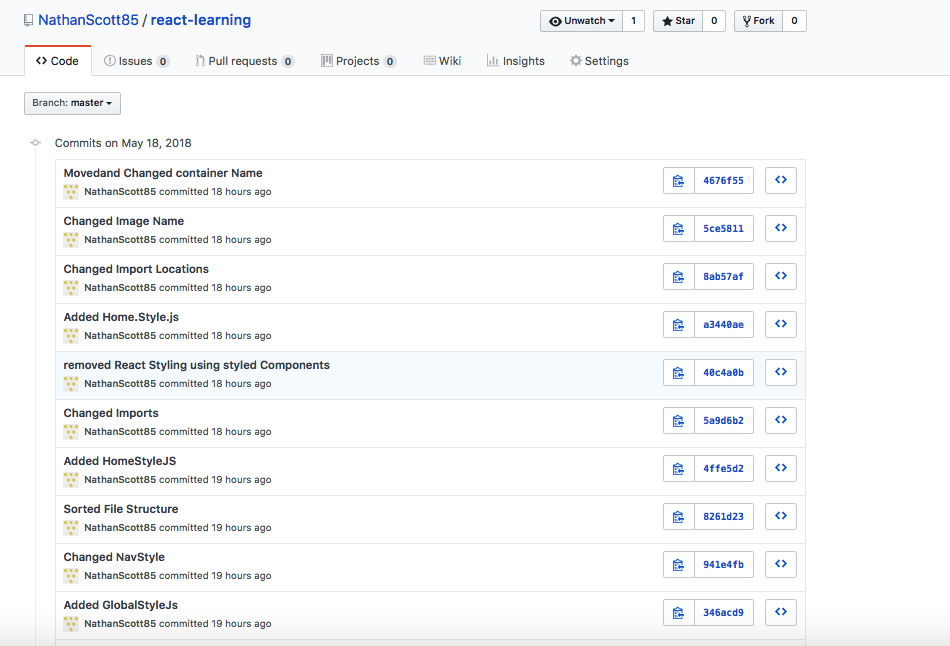 NathanScott85 / react-learning
Unwatch 1 Star 0 Fork 0
Code Issues 0 Pull requests 0 Projects 0 Wiki Insights Settings
Branch: master
Commits on May 18, 2018
Movedand Changed container Name
NathanScott85 committed 18 hours ago
4676f55
Changed Image Name
NathanScott85 committed 18 hours ago
5ce5811
Changed Import Locations
NathanScott85 committed 18 hours ago
8ab57af
Added Home.Style.js
NathanScott85 committed 18 hours ago
a3440ae
removed React Styling using styled Components
NathanScott85 committed 18 hours ago
40c4a0b
Changed Imports
NathanScott85 committed 18 hours ago
5a9d6b2
Added HomeStyleJS
NathanScott85 committed 19 hours ago
4ffe5d2
Sorted File Structure
NathanScott85 committed 19 hours ago
8261d23
Changed NavStyle
NathanScott85 committed 19 hours ago
941e4fb
Added GlobalStyleJs
NathanScott85 committed 19 hours ago
346acd9